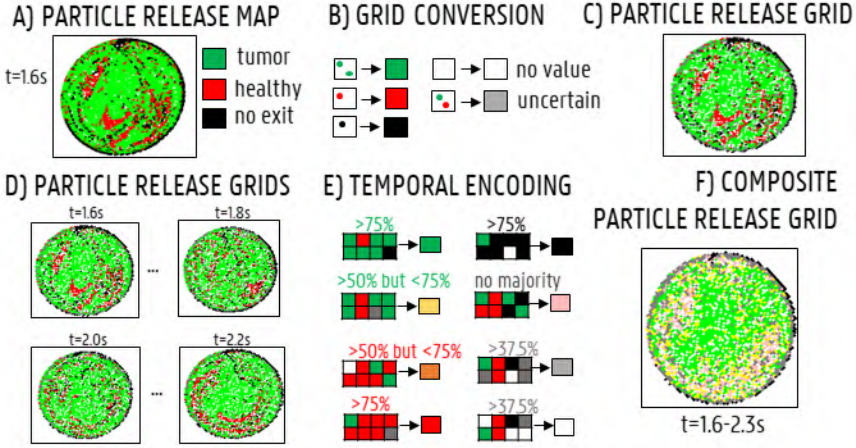 A) PARTICLE RELEASE MAP
t=1.6s
tumor
healthy
no exit
B) GRID CONVERSION
no value
uncertain
C) PARTICLE RELEASE GRID
D) PARTICLE RELEASE GRIDS
t=1.6s
t=1.8s
...
t=2.0s
t=2.2s
...
E) TEMPORAL ENCODING
>75%
>75%
>50% but <75%
no majority
>50% but <75%
>37.5%
>75%
>37.5%
F) COMPOSITE
PARTICLE RELEASE GRID
t=1.6-2.3s